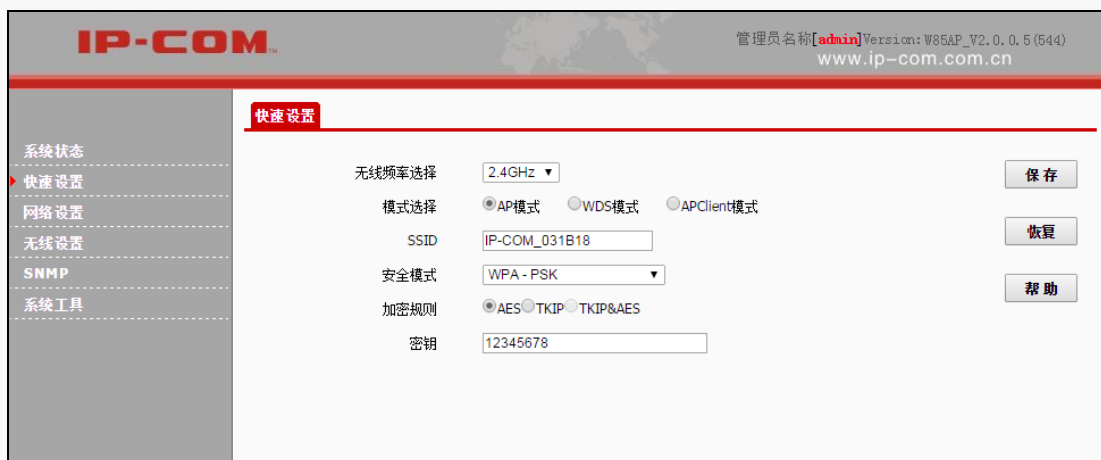 IP-COM™
管理员名称[admin]Version:W85AP_V2.0.0.5(544)
www.ip-com.com.cn
系统状态
快速设置
网络设置
无线设置
SNMP
系统工具
快速设置
无线频率选择 2.4GHz
模式选择 AP模式 WDS模式 APClient模式
SSID IP-COM_031B18
安全模式 WPA - PSK
加密规则 AES TKIP TKIP&AES
密钥 12345678
保存
恢复
帮助